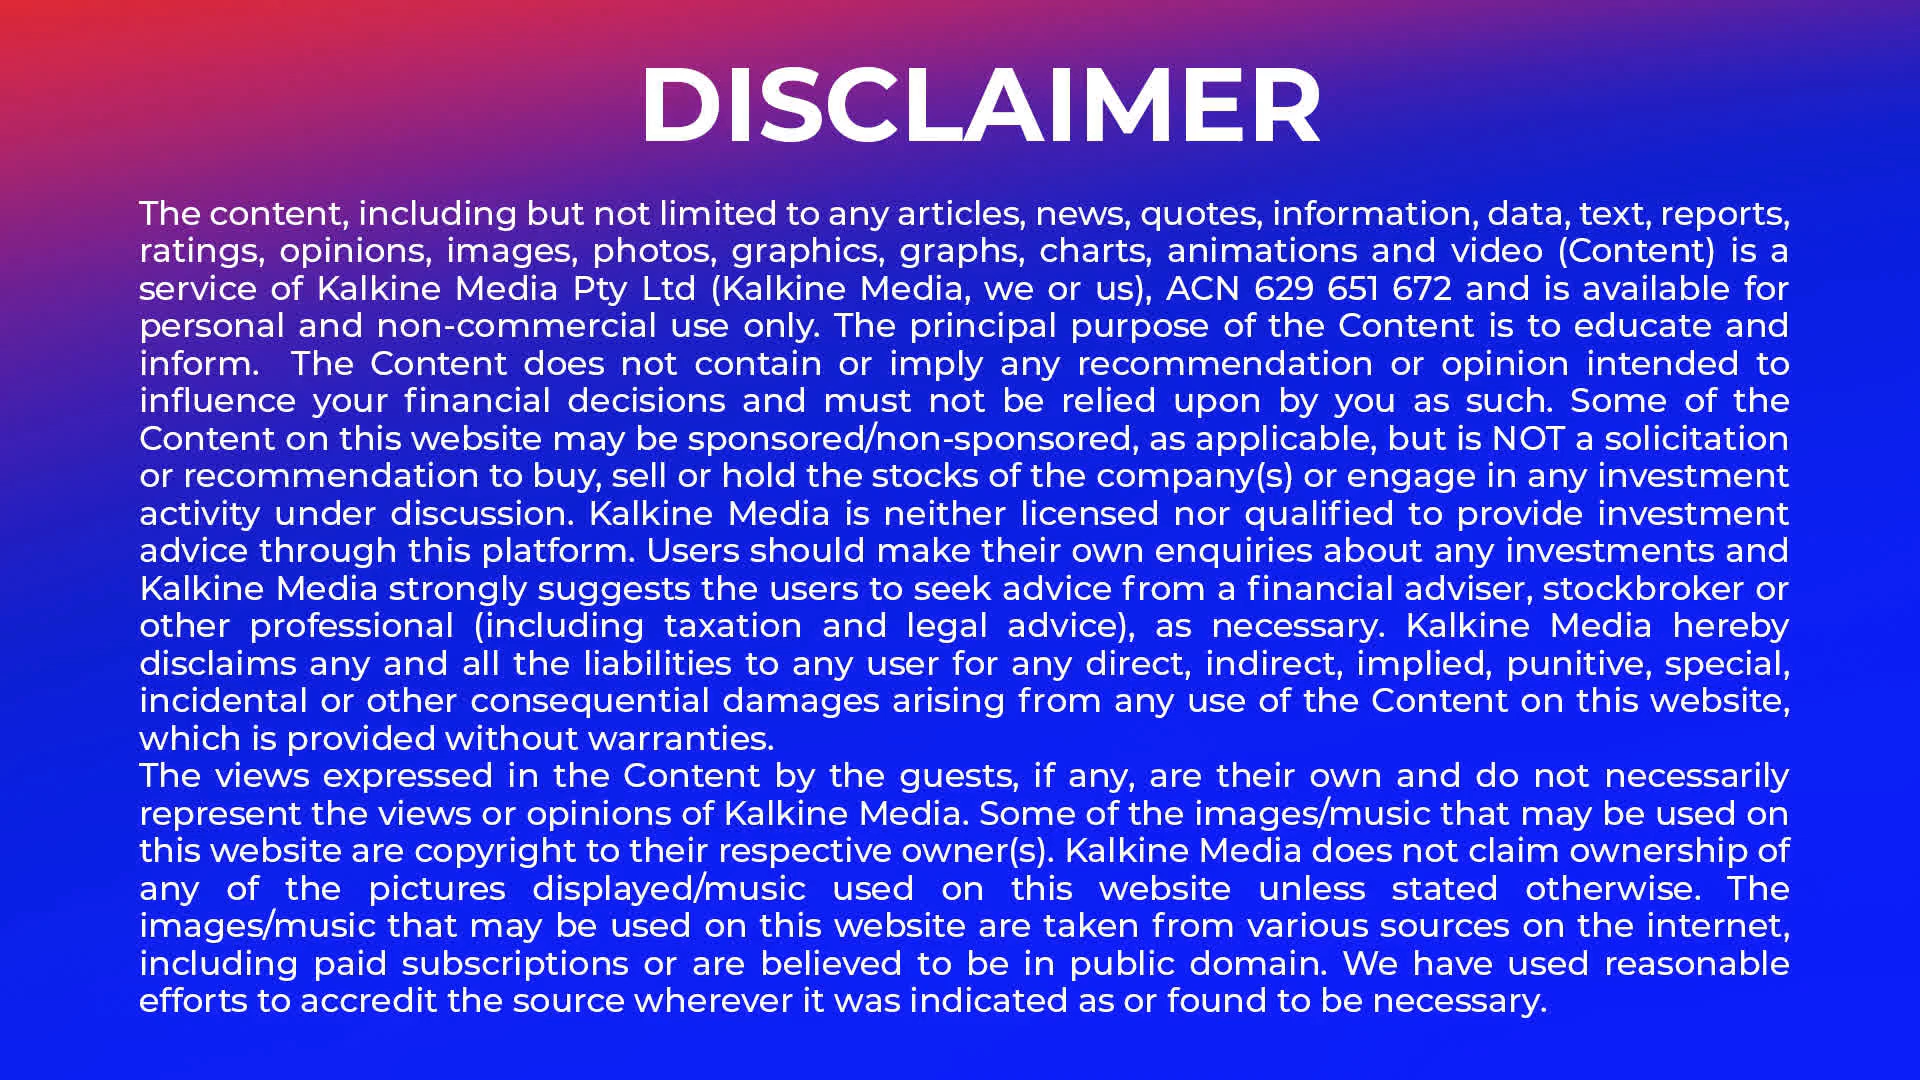 DISCLAIMER
The content, including but not limited to any articles, news, quotes, information, data, text, reports,
ratings, opinions, images, photos, graphics, graphs, charts, animations and video (Content) is a
service of Kalkine Media Pty Ltd (Kalkine Media, we or us), ACN 629 651 672 and is available for
personal and non-commercial use only. The principal purpose of the Content is to educate and
inform.  The Content does not contain or imply any recommendation or opinion intended to
influence your financial decisions and must not be relied upon by you as such. Some of the
Content on this website may be sponsored/non-sponsored, as applicable, but is NOT a solicitation
or recommendation to buy, sell or hold the stocks of the company(s) or engage in any investment
activity under discussion. Kalkine Media is neither licensed nor qualified to provide investment
advice through this platform. Users should make their own enquiries about any investments and
Kalkine Media strongly suggests the users to seek advice from a financial adviser, stockbroker or
other professional (including taxation and legal advice), as necessary. Kalkine Media hereby
disclaims any and all the liabilities to any user for any direct, indirect, implied, punitive, special,
incidental or other consequential damages arising from any use of the Content on this website,
which is provided without warranties.
The views expressed in the Content by the guests, if any, are their own and do not necessarily
represent the views or opinions of Kalkine Media. Some of the images/music that may be used on
this website are copyright to their respective owner(s). Kalkine Media does not claim ownership of
any of the pictures displayed/music used on this website unless stated otherwise. The
images/music that may be used on this website are taken from various sources on the internet,
including paid subscriptions or are believed to be in public domain. We have used reasonable
efforts to accredit the source wherever it was indicated as or found to be necessary.